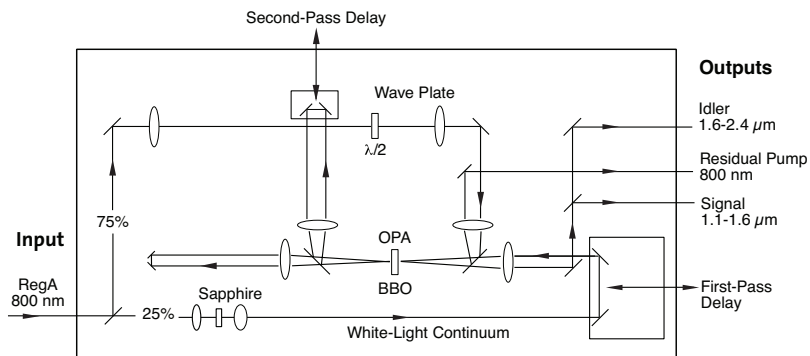 Second-Pass Delay
Wave Plate
λ/2
Outputs
Idler
1.6-2.4 µm
Residual Pump
800 nm
Signal
1.1-1.6 µm
75%
Input
RegA
800 nm
OPA
BBO
25%
Sapphire
White-Light Continuum
First-Pass
Delay